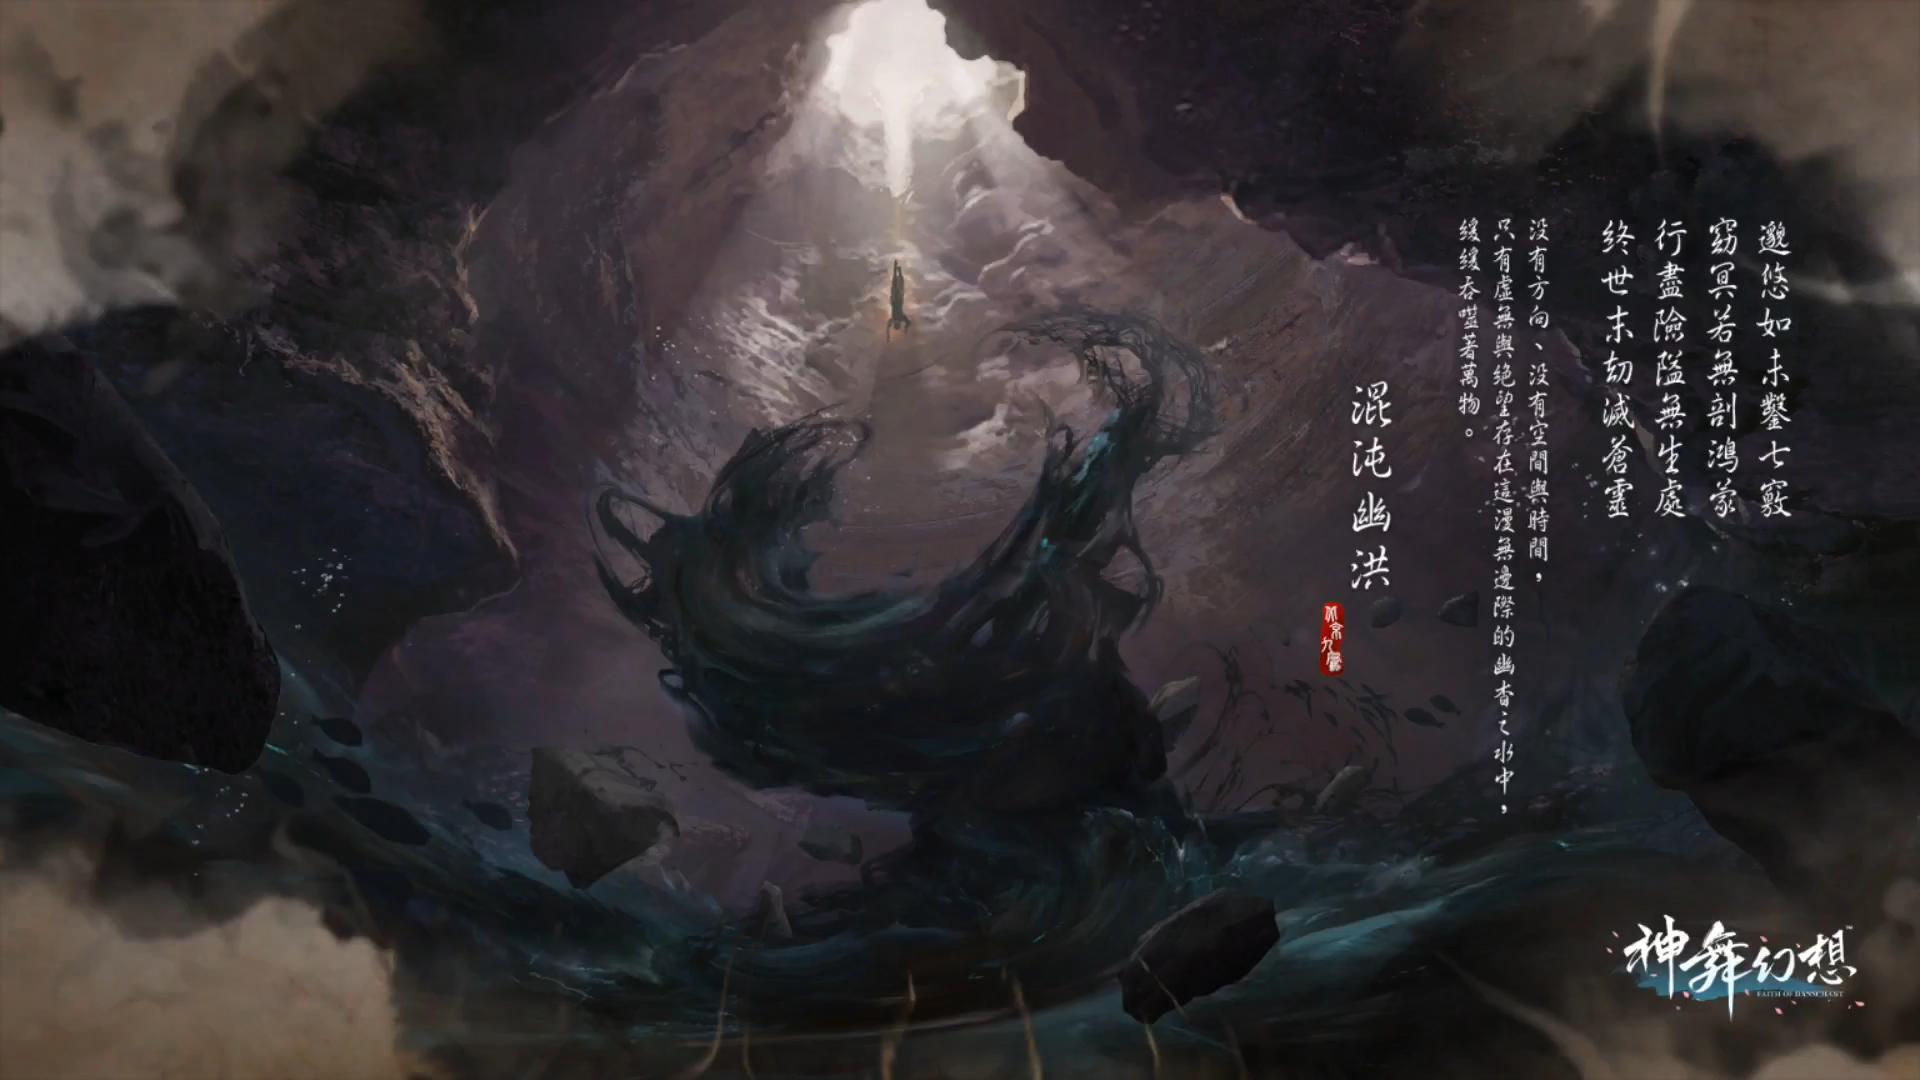 邈悠如未鑿七竅
窈冥若無剖鴻蒙
行盡險隘無生處
終世末劫滅蒼靈
没有方向、没有空間與時間，
只有虛無與絶望存在這漫無邊際的幽杳之水中，
緩緩吞噬著萬物。
混沌幽洪
神舞幻想
FAITH OF DANSCHANT